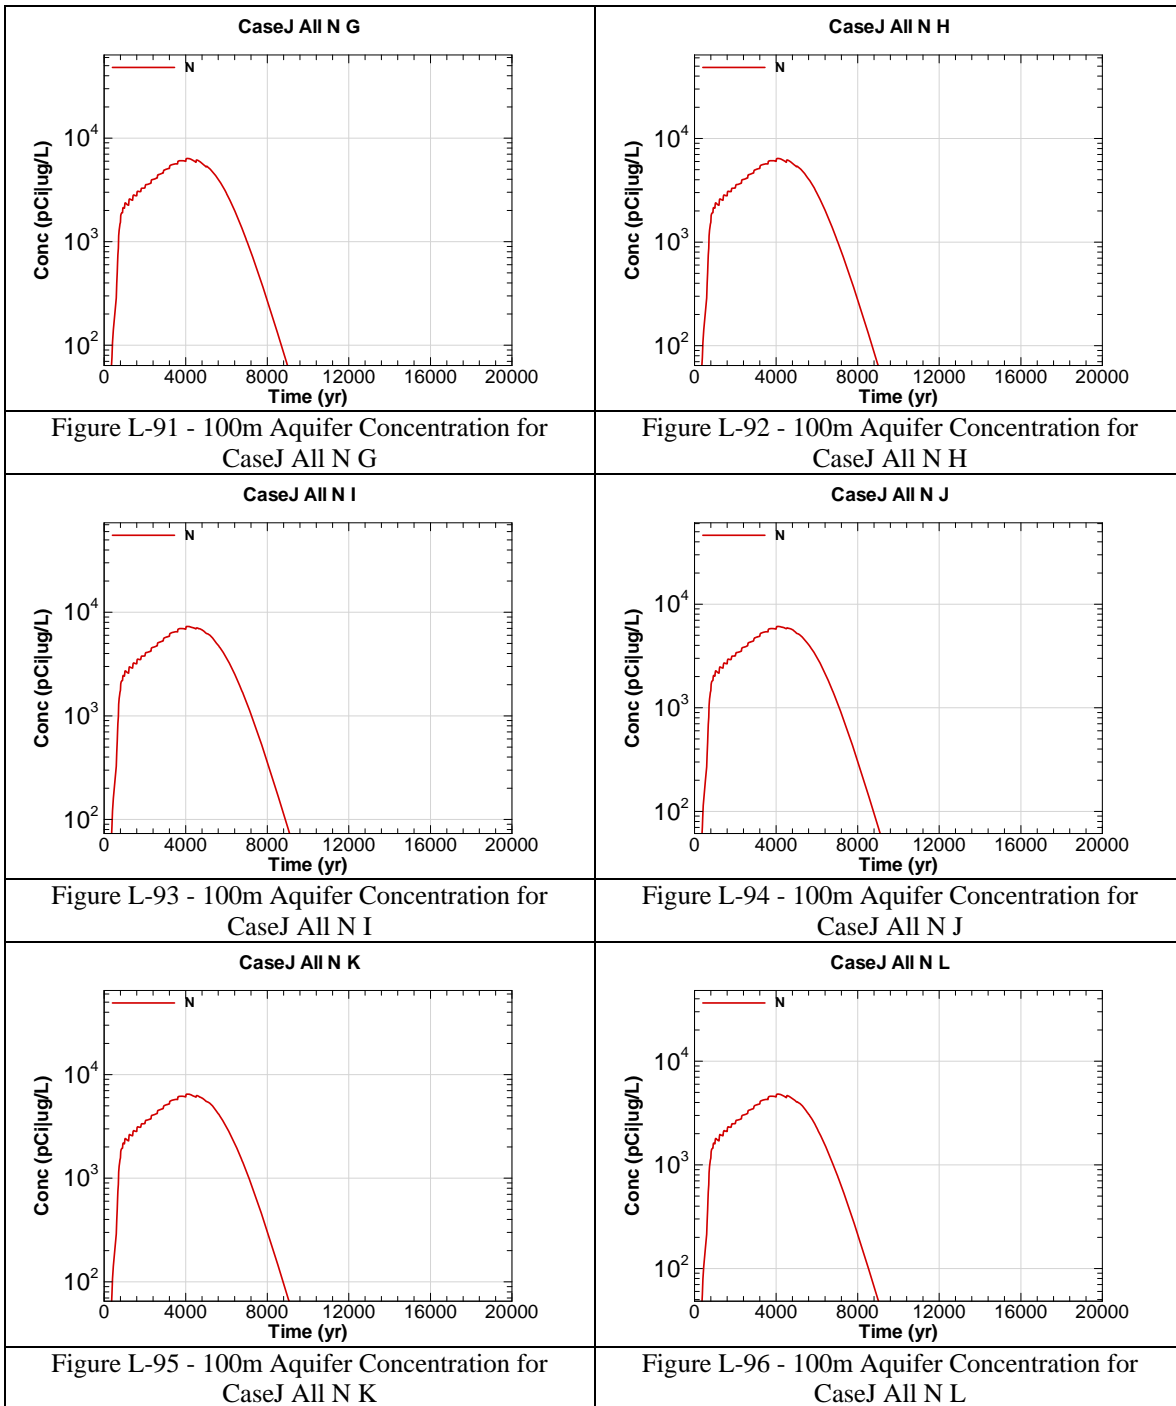 CaseJ All N G
N
Conc (pCi|ug/L)
10^4
10^3
10^2
0 4000 8000 12000 16000 20000
Time (yr)
Figure L-91 - 100m Aquifer Concentration for
CaseJ All N G
CaseJ All N H
N
Conc (pCi|ug/L)
10^4
10^3
10^2
0 4000 8000 12000 16000 20000
Time (yr)
Figure L-92 - 100m Aquifer Concentration for
CaseJ All N H
CaseJ All N I
N
Conc (pCi|ug/L)
10^4
10^3
10^2
0 4000 8000 12000 16000 20000
Time (yr)
Figure L-93 - 100m Aquifer Concentration for
CaseJ All N I
CaseJ All N J
N
Conc (pCi|ug/L)
10^4
10^3
10^2
0 4000 8000 12000 16000 20000
Time (yr)
Figure L-94 - 100m Aquifer Concentration for
CaseJ All N J
CaseJ All N K
N
Conc (pCi|ug/L)
10^4
10^3
10^2
0 4000 8000 12000 16000 20000
Time (yr)
Figure L-95 - 100m Aquifer Concentration for
CaseJ All N K
CaseJ All N L
N
Conc (pCi|ug/L)
10^4
10^3
10^2
0 4000 8000 12000 16000 20000
Time (yr)
Figure L-96 - 100m Aquifer Concentration for
CaseJ All N L